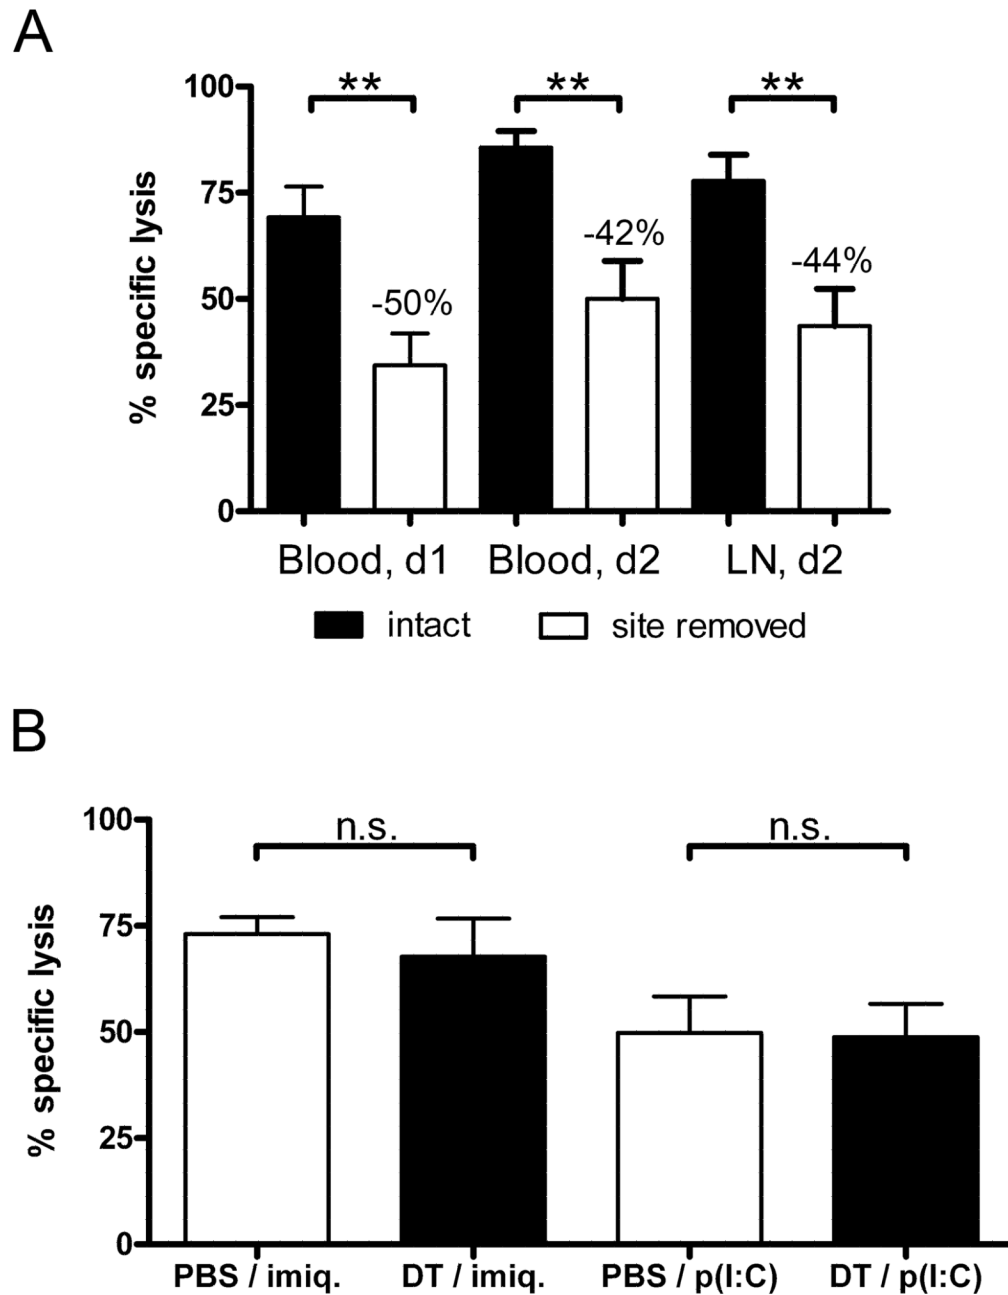 A
** ** **
100
75
50
25
0
% specific lysis
-50%
-42%
-44%
Blood, d1 Blood, d2 LN, d2
intact site removed
B
n.s. n.s.
100
75
50
25
0
% specific lysis
PBS / imiq. DT / imiq. PBS / p(I:C) DT / p(I:C)